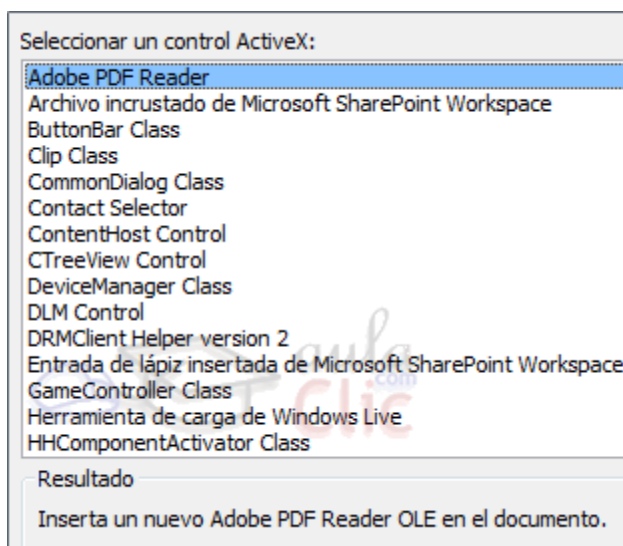 Seleccionar un control ActiveX:
Adobe PDF Reader
Archivo incrustado de Microsoft SharePoint Workspace
ButtonBar Class
Clip Class
CommonDialog Class
Contact Selector
ContentHost Control
CTreeView Control
DeviceManager Class
DLM Control
DRMClient Helper version 2
Entrada de lápiz insertada de Microsoft SharePoint Workspace
GameController Class
Herramienta de carga de Windows Live
HHComponentActivator Class
aula
.com
Clic
Resultado
Inserta un nuevo Adobe PDF Reader OLE en el documento.